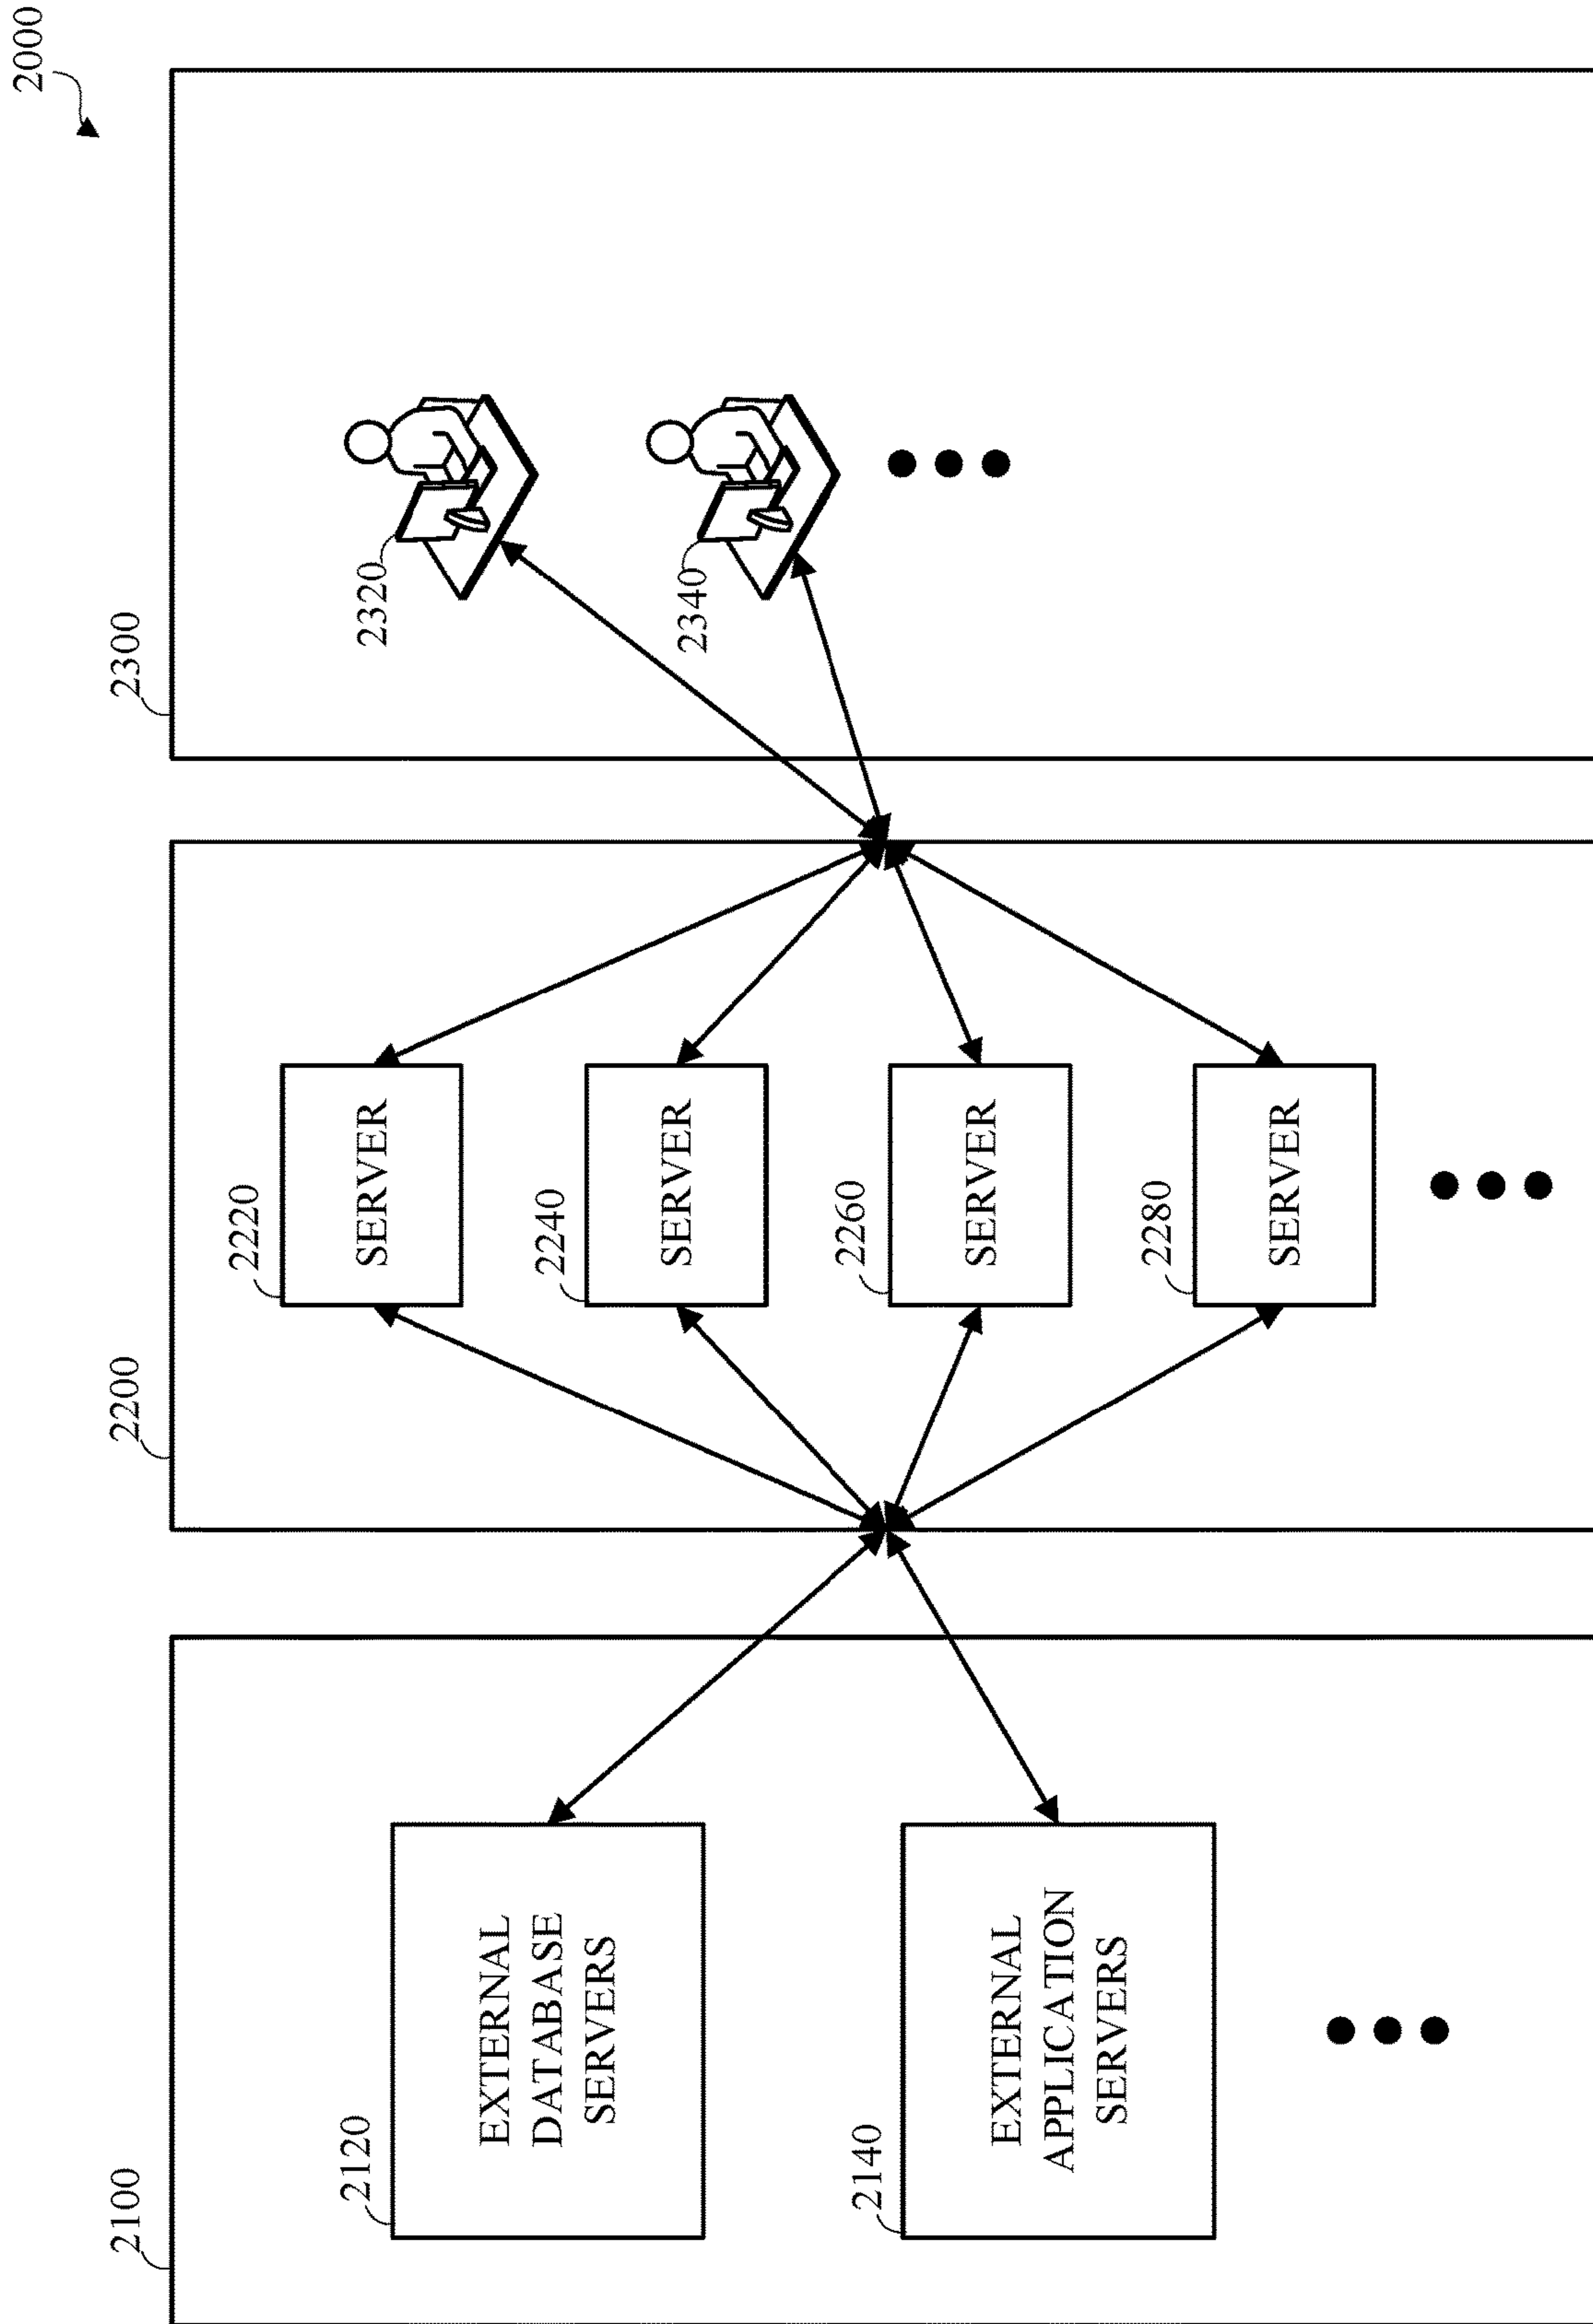 2000
2100
2120
EXTERNAL
DATABASE
SERVERS
2140
EXTERNAL
APPLICATION
SERVERS
2200
2220
SERVER
2240
SERVER
2260
SERVER
2280
SERVER
2300
2320
2340